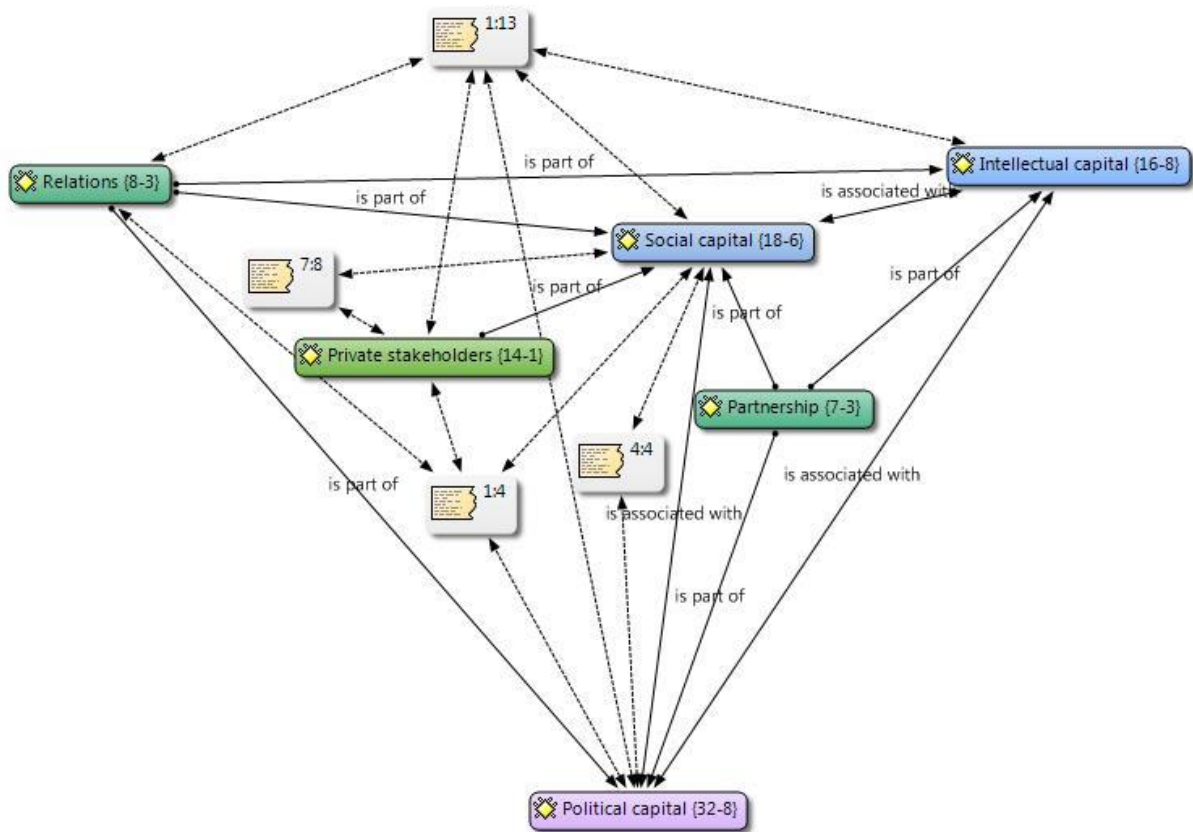 1:13
is part of
Intellectual capital {16-8}
Relations {8-3}
is part of
is associated with
Social capital {18-6}
7:8
is part of
is part of
is part of
Private stakeholders {14-1}
Partnership {7-3}
4:4
is associated with
is part of
1:4
is associated with
is part of
Political capital {32-8}